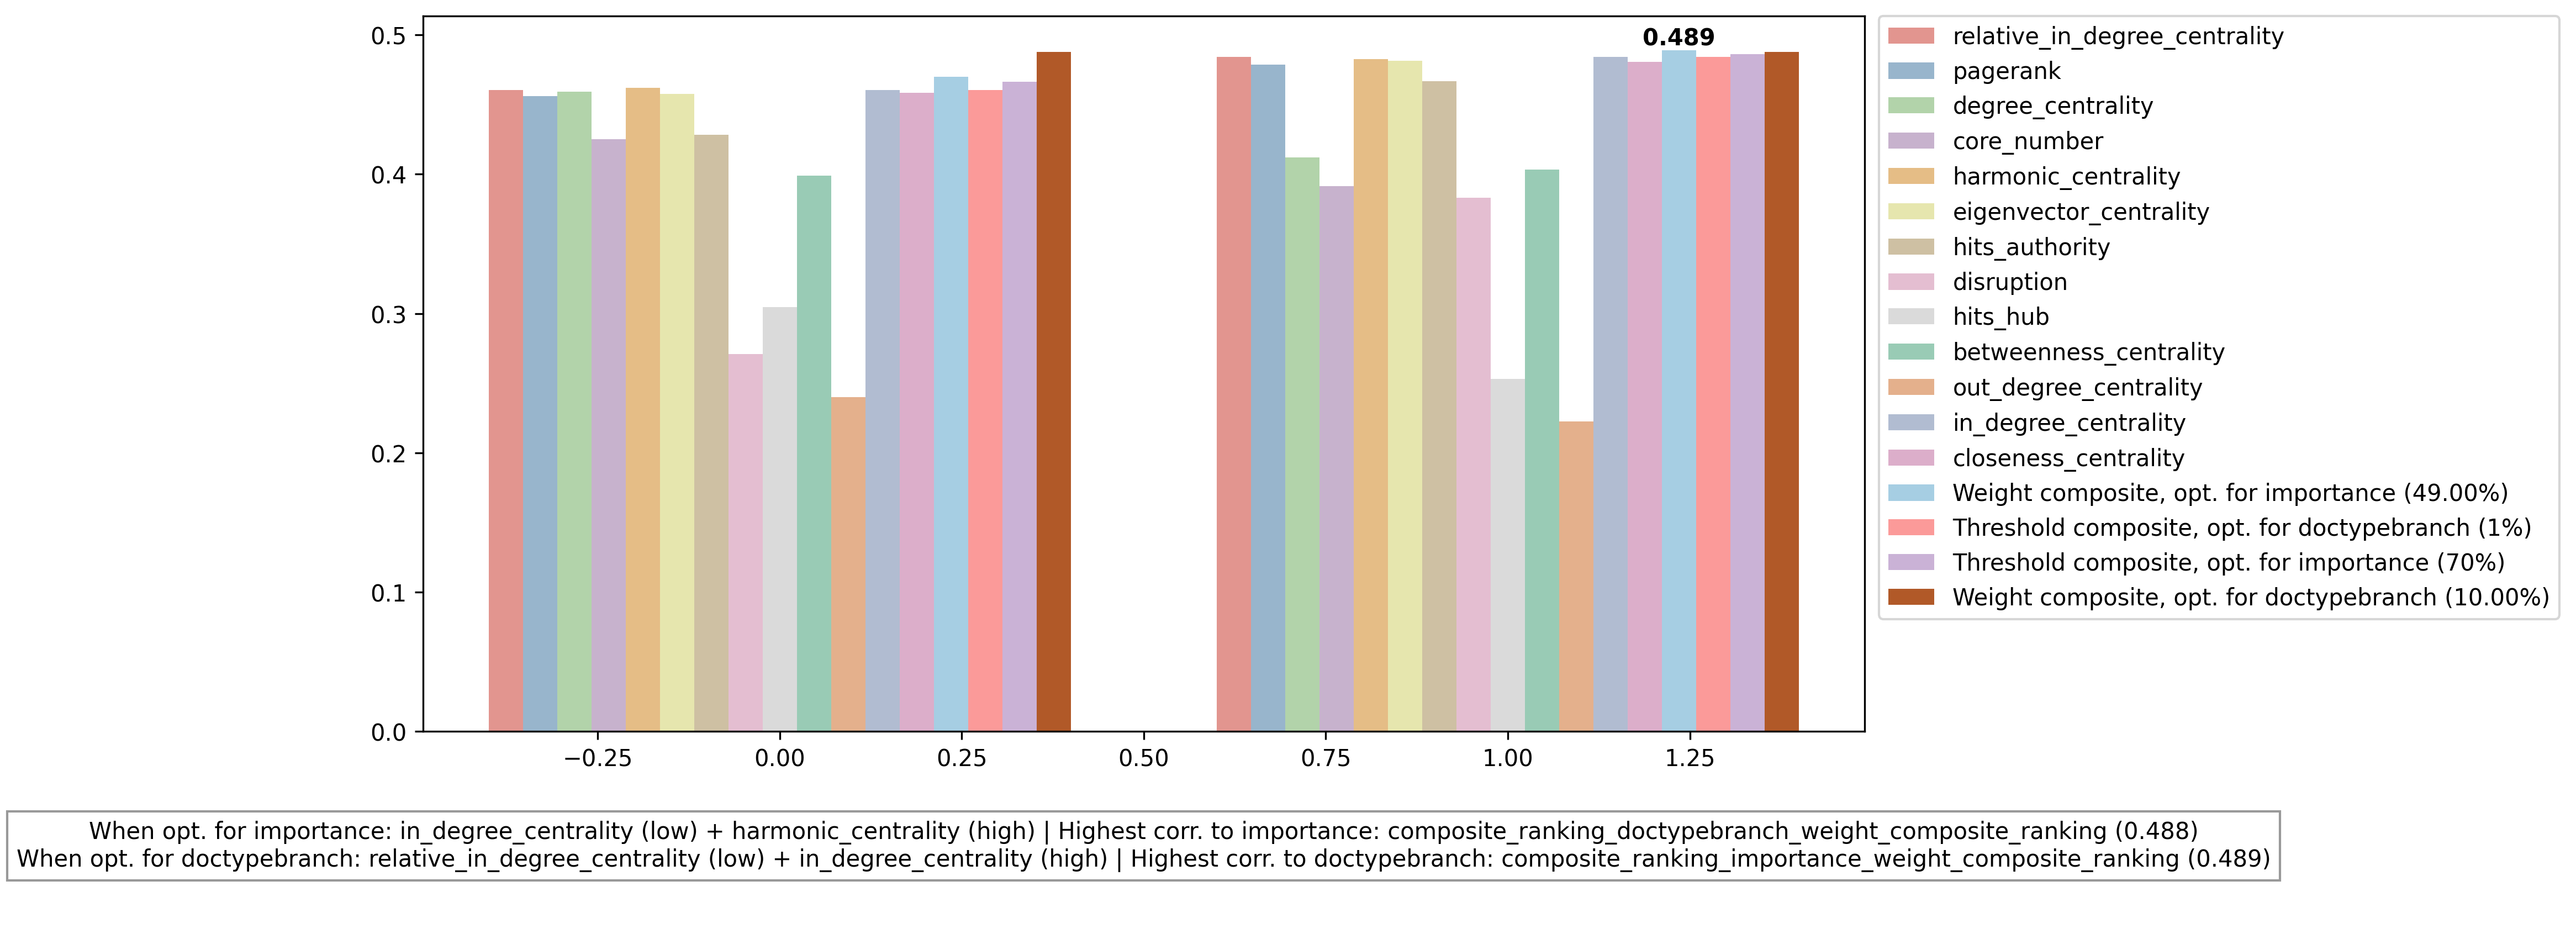 0.5
0.4
0.3
0.2
0.1
0.0
0.489
−0.25
0.00
0.25
0.50
0.75
1.00
1.25
relative_in_degree_centrality
pagerank
degree_centrality
core_number
harmonic_centrality
eigenvector_centrality
hits_authority
disruption
hits_hub
betweenness_centrality
out_degree_centrality
in_degree_centrality
closeness_centrality
Weight composite, opt. for importance (49.00%)
Threshold composite, opt. for doctypebranch (1%)
Threshold composite, opt. for importance (70%)
Weight composite, opt. for doctypebranch (10.00%)
When opt. for importance: in_degree_centrality (low) + harmonic_centrality (high) | Highest corr. to importance: composite_ranking_doctypebranch_weight_composite_ranking (0.488)
When opt. for doctypebranch: relative_in_degree_centrality (low) + in_degree_centrality (high) | Highest corr. to doctypebranch: composite_ranking_importance_weight_composite_ranking (0.489)